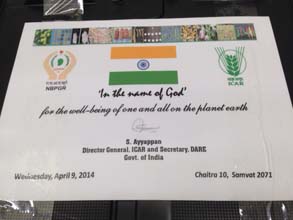 NBPGR
ICAR
'In the name of God'
for the well-being of one and all on the planet earth
S. Ayyappan
Director General, ICAR and Secretary, DARE
Govt. of India
Wednesday, April 9, 2014
Chaitra 10, Samvat 2071